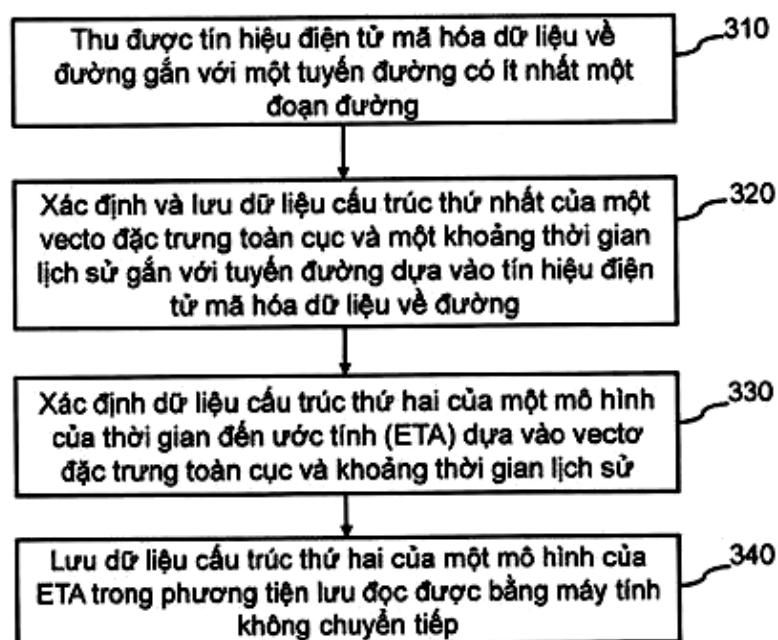 Thu được tín hiệu điện tử mã hóa dữ liệu về
đường gắn với một tuyến đường có ít nhất một
đoạn đường
310
Xác định và lưu dữ liệu cấu trúc thứ nhất của một
vecto đặc trưng toàn cục và một khoảng thời gian
lịch sử gắn với tuyến đường dựa vào tín hiệu điện
tử mã hóa dữ liệu về đường
320
Xác định dữ liệu cấu trúc thứ hai của một mô hình
của thời gian đến ước tính (ETA) dựa vào vectơ
đặc trưng toàn cục và khoảng thời gian lịch sử
330
Lưu dữ liệu cấu trúc thứ hai của một mô hình của
ETA trong phương tiện lưu đọc được bằng máy tính
không chuyển tiếp
340